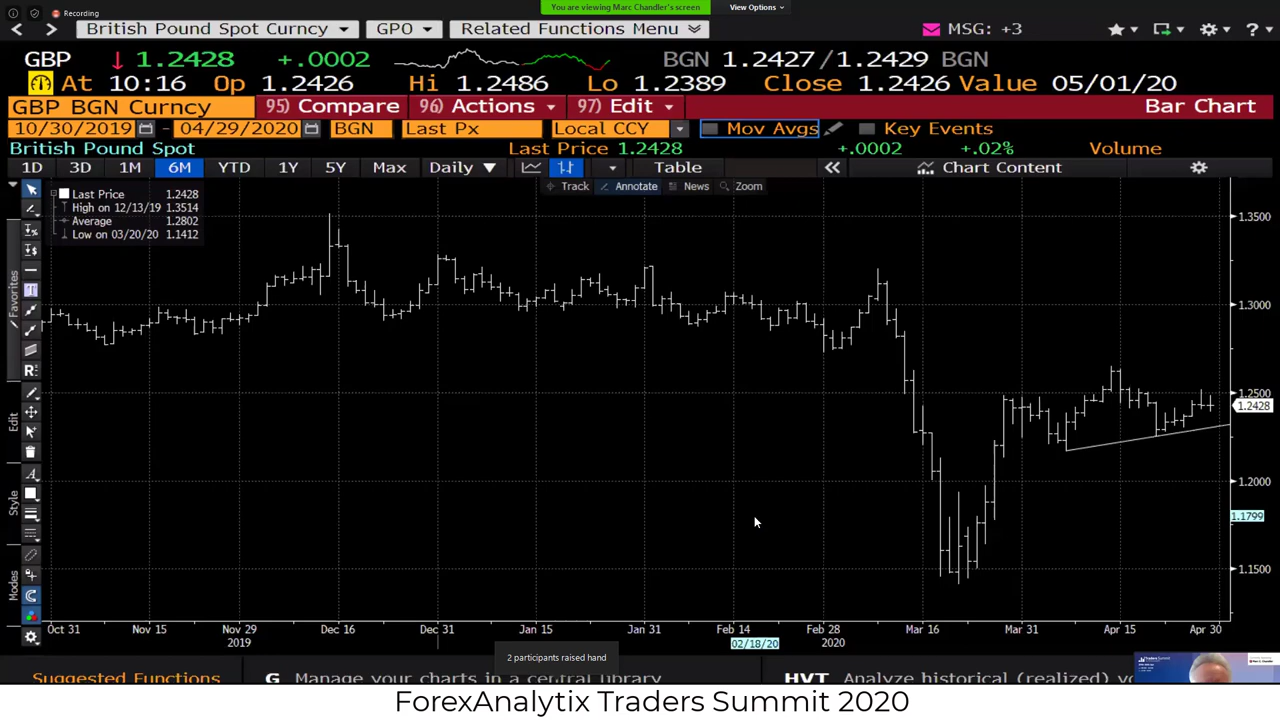 Recording
You are viewing Marc Chandler's screen
View Options
British Pound Spot Curncy
GPO
Related Functions Menu
MSG: +3
GBP 1.2428 +.0002 BGN 1.2427/1.2429 BGN
At 10:16 Op 1.2426 Hi 1.2486 Lo 1.2389 Close 1.2426 Value 05/01/20
GBP BGN Curncy 95) Compare 96) Actions 97) Edit Bar Chart
10/30/2019 - 04/29/2020 BGN Last Px Local CCY Mov Avgs Key Events
British Pound Spot Last Price 1.2428 +.0002 +.02% Volume
1D 3D 1M 6M YTD 1Y 5Y Max Daily Table Chart Content
Track Annotate News Zoom
Last Price 1.2428
High on 12/13/19 1.3514
Average 1.2802
Low on 03/20/20 1.1412
Favorites
Edit
Style
Modes
1.3500
1.3000
1.2500
1.2428
1.2000
1.1799
1.1500
Oct 31 Nov 15 Nov 29 Dec 16 Dec 31 Jan 15 Jan 31 Feb 14 Feb 28 Mar 16 Mar 31 Apr 15 Apr 30
2019 02/18/20 2020
2 participants raised hand
Suggested Functions G Manage your charts in a central library HVT Analyze historical (realized)
ForexAnalytix Traders Summit 2020